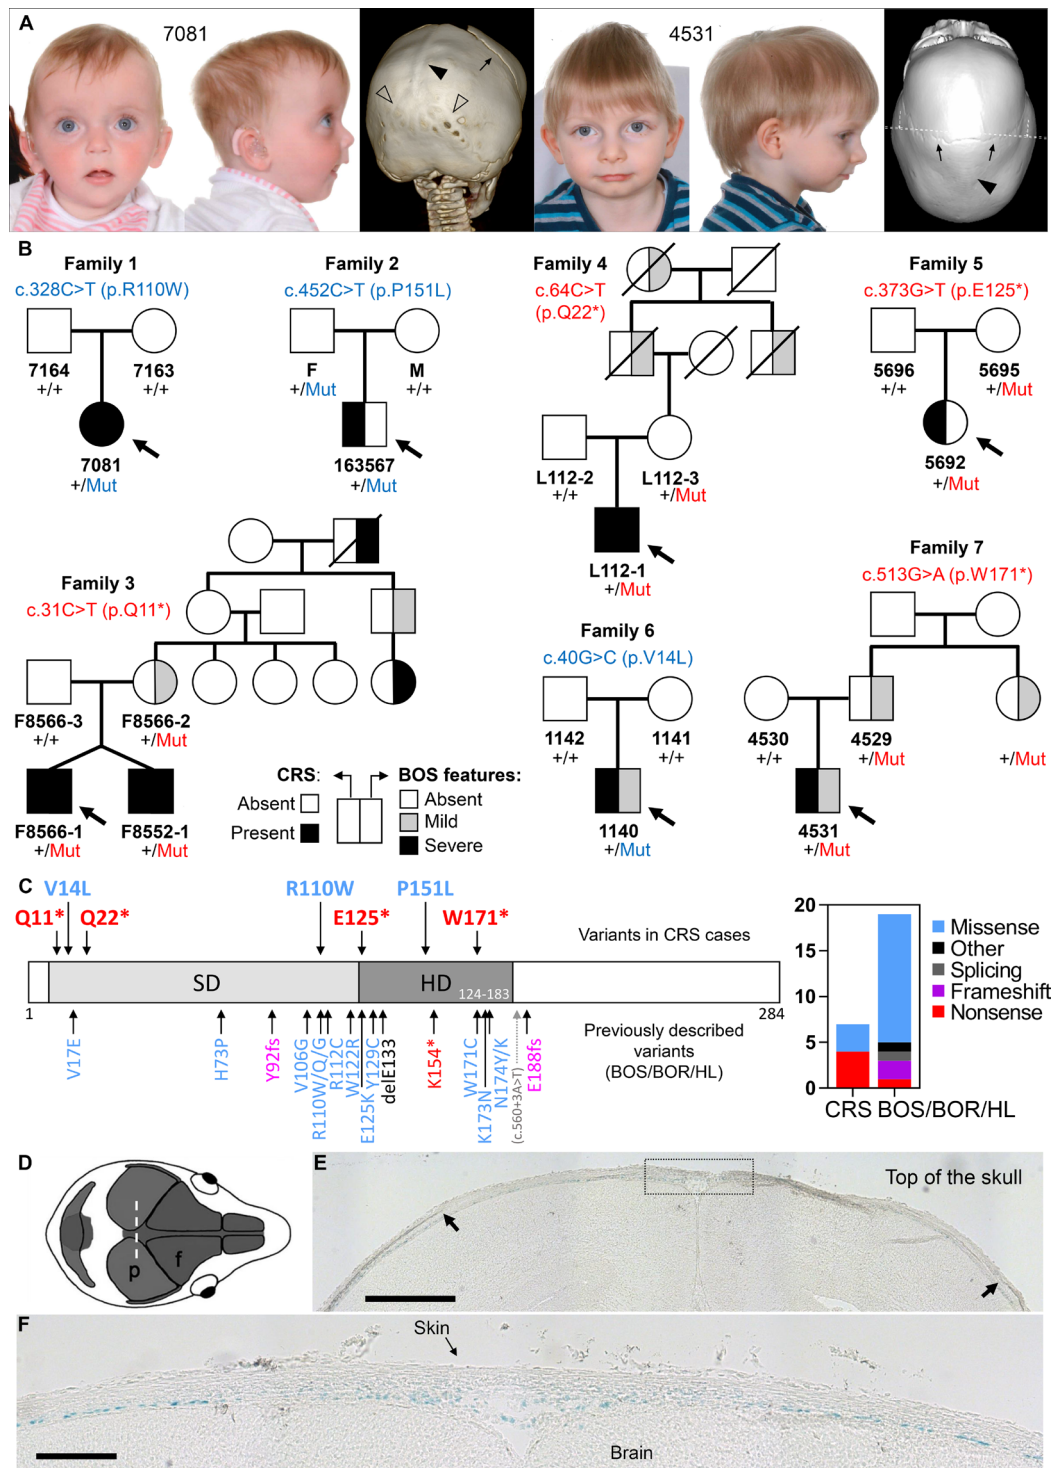 A
7081
4531
B
Family 1
c.328C>T (p.R110W)
7164
+/+
7163
+/+
7081
+/Mut
Family 2
c.452C>T (p.P151L)
F
+/Mut
M
+/+
163567
+/Mut
Family 4
c.64C>T
(p.Q22*)
L112-2
+/+
L112-3
+/Mut
L112-1
+/Mut
Family 5
c.373G>T (p.E125*)
5696
+/+
5695
+/Mut
5692
+/Mut
Family 3
c.31C>T (p.Q11*)
F8566-3
+/+
F8566-2
+/Mut
F8566-1
+/Mut
F8552-1
+/Mut
CRS:
Absent
Present
BOS features:
Absent
Mild
Severe
Family 6
c.40G>C (p.V14L)
1142
+/+
1141
+/+
1140
+/Mut
Family 7
c.513G>A (p.W171*)
4530
+/+
4529
+/Mut
+/Mut
4531
+/Mut
C
V14L
R110W
P151L
Q11*
Q22*
E125*
W171*
Variants in CRS cases
SD
HD
124-183
1
284
V17E
H73P
Y92fs
V106G
R110W/Q/G
R112C
W122R
E125K
Y129C
delE133
K154*
W171C
K173N
N174Y/K
(c.560+3A>T)
E188fs
Previously described
variants
(BOS/BOR/HL)
20
15
10
5
0
CRS BOS/BOR/HL
Missense
Other
Splicing
Frameshift
Nonsense
D
p
f
E
Top of the skull
F
Skin
Brain